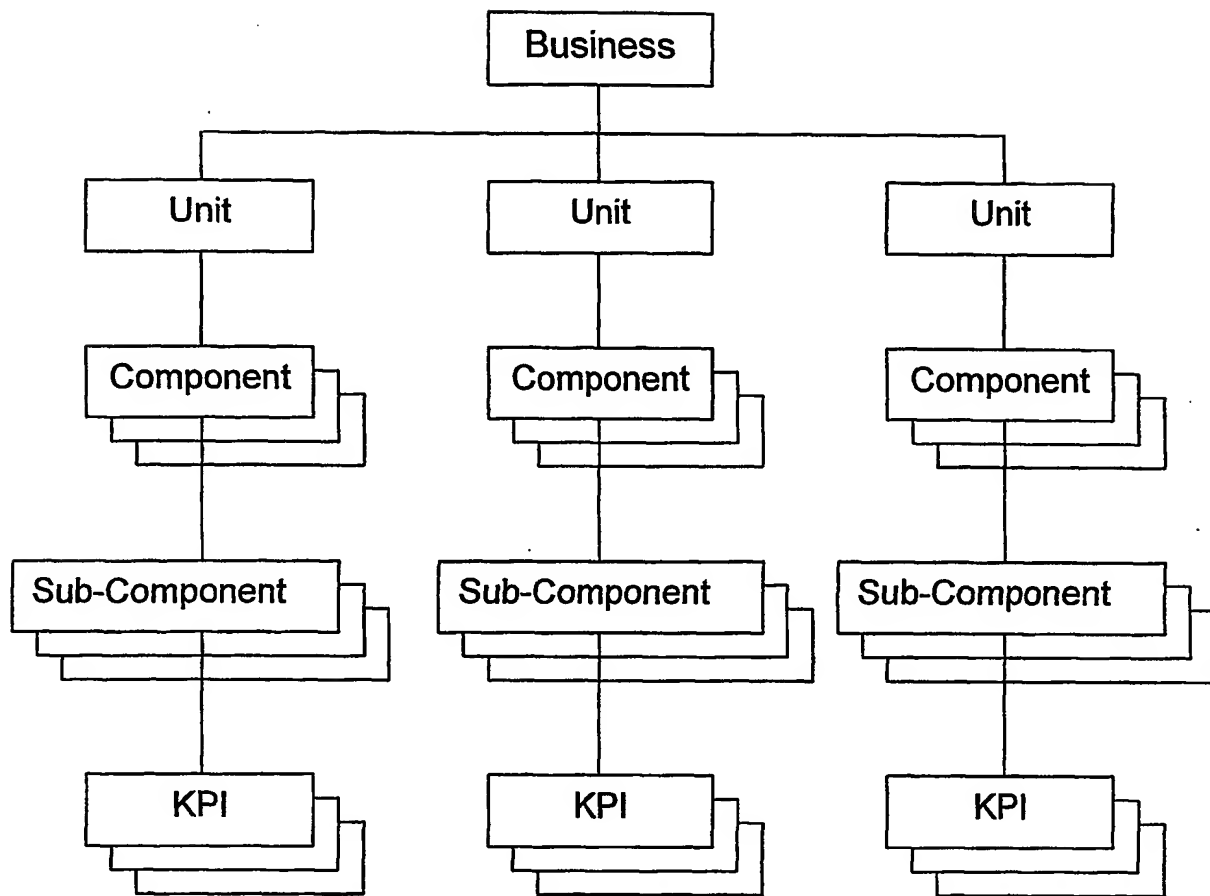 Business
Unit
Unit
Unit
Component
Component
Component
Sub-Component
Sub-Component
Sub-Component
KPI
KPI
KPI